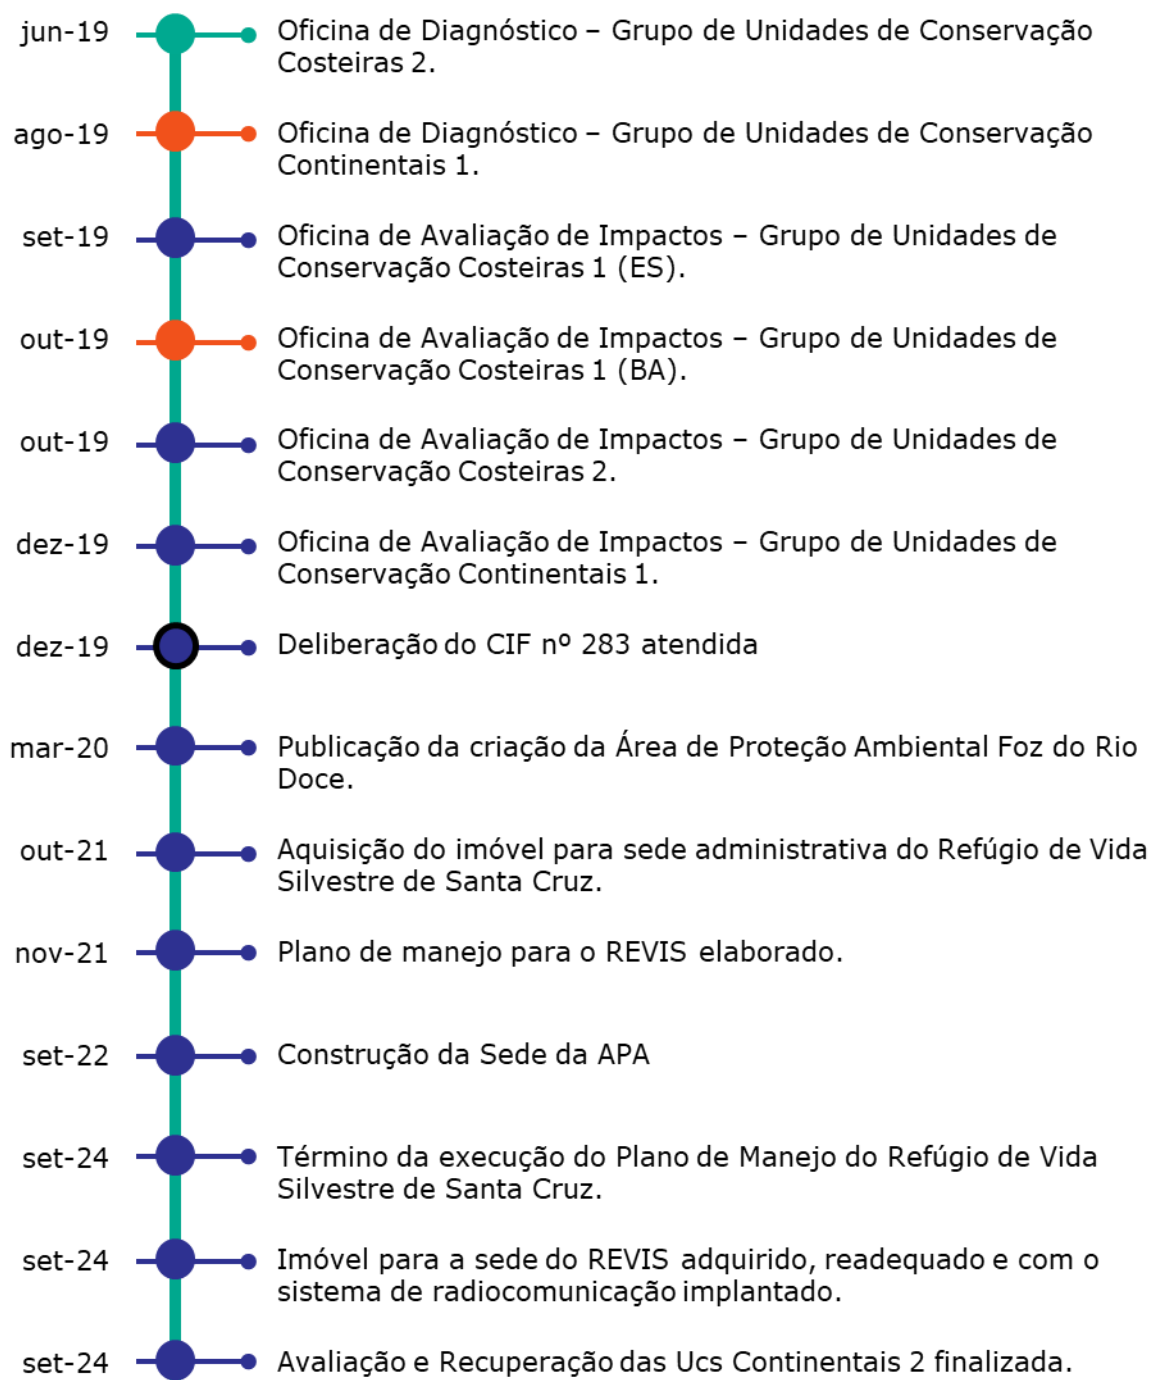 jun-19
Oficina de Diagnóstico – Grupo de Unidades de Conservação
Costeiras 2.
ago-19
Oficina de Diagnóstico – Grupo de Unidades de Conservação
Continentais 1.
set-19
Oficina de Avaliação de Impactos – Grupo de Unidades de
Conservação Costeiras 1 (ES).
out-19
Oficina de Avaliação de Impactos – Grupo de Unidades de
Conservação Costeiras 1 (BA).
out-19
Oficina de Avaliação de Impactos – Grupo de Unidades de
Conservação Costeiras 2.
dez-19
Oficina de Avaliação de Impactos – Grupo de Unidades de
Conservação Continentais 1.
dez-19
Deliberação do CIF nº 283 atendida
mar-20
Publicação da criação da Área de Proteção Ambiental Foz do Rio
Doce.
out-21
Aquisição do imóvel para sede administrativa do Refúgio de Vida
Silvestre de Santa Cruz.
nov-21
Plano de manejo para o REVIS elaborado.
set-22
Construção da Sede da APA
set-24
Término da execução do Plano de Manejo do Refúgio de Vida
Silvestre de Santa Cruz.
set-24
Imóvel para a sede do REVIS adquirido, readequado e com o
sistema de radiocomunicação implantado.
set-24
Avaliação e Recuperação das Ucs Continentais 2 finalizada.